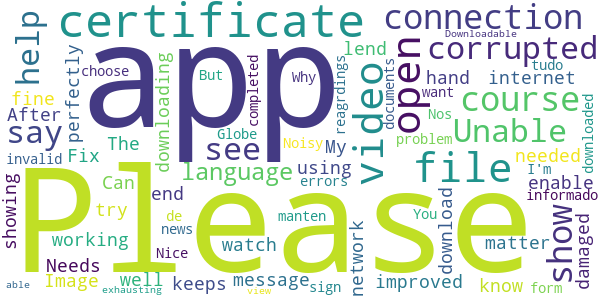 certificate
connection
Downloadable
help
app
video
open
corrupted
lend
tudo
choose
But
completed
Why
perfectly
downloading
reagrdings
documents
hand
internet
After
fine
say
The
see
Globe
My
want
Nos
course
Unable
downloaded
invalid
Fix
language
using
Noisy
errors
file
problem
needed
I'm
showing
Please
Can
try
end
enable
informado
de
manten
You
show
damaged
working
news
watch
network
download
matter
Needs
Nice
Image
well
keeps
message
sign
improved
know
form
able
exhausting
view